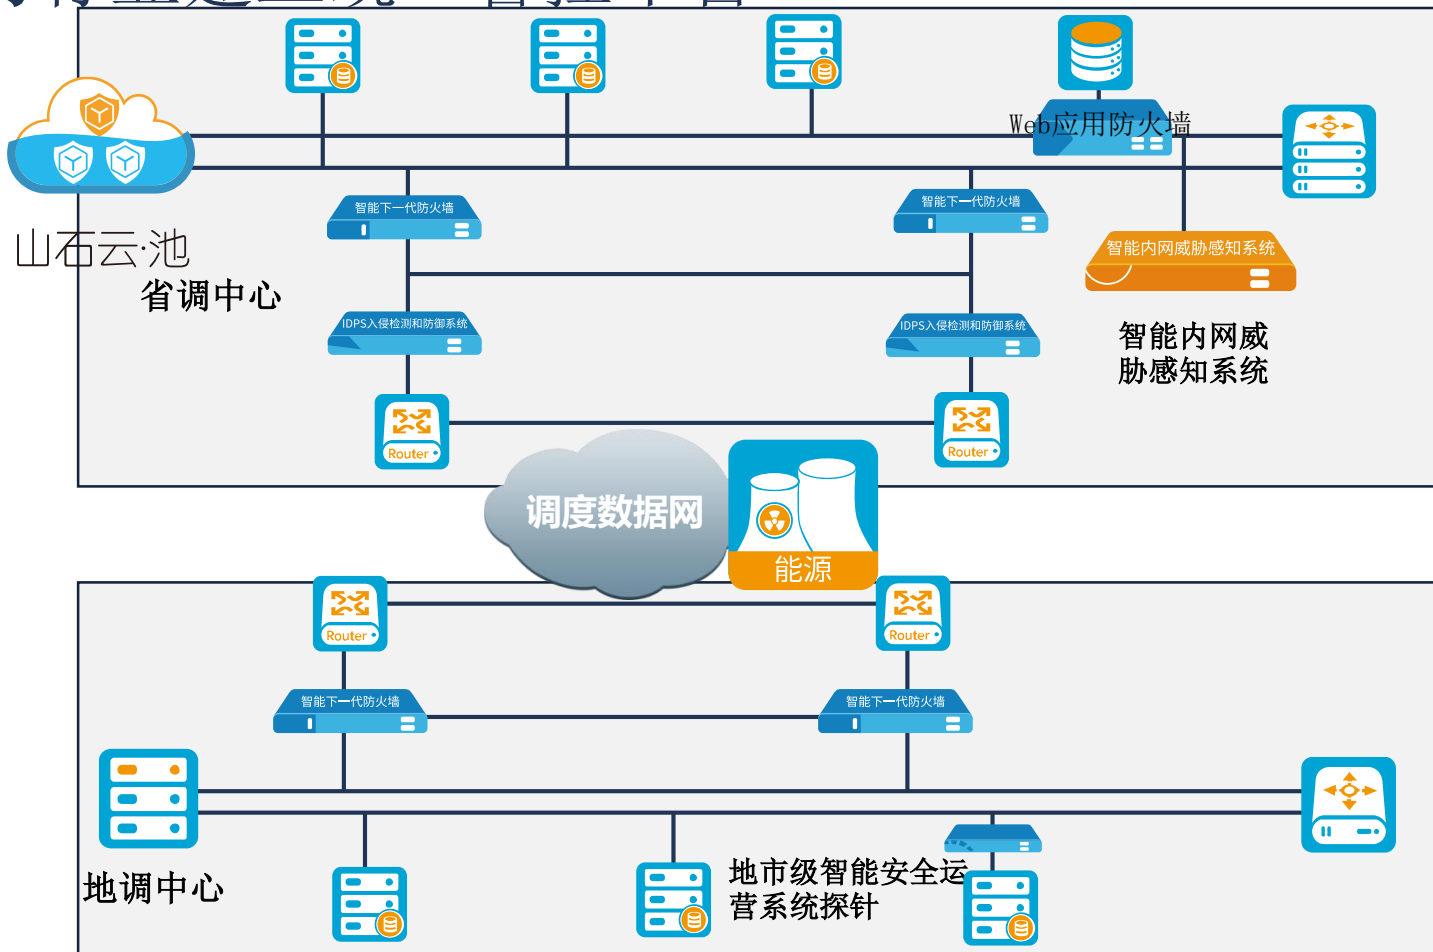 Web应用防火墙
智能下一代防火墙
智能下一代防火墙
山石云·池
智能内网威胁感知系统
省调中心
IDPS入侵检测和防御系统
IDPS入侵检测和防御系统
智能内网威
胁感知系统
Router
Router
调度数据网
能源
Router
Router
智能下一代防火墙
智能下一代防火墙
地调中心
地市级智能安全运
营系统探针